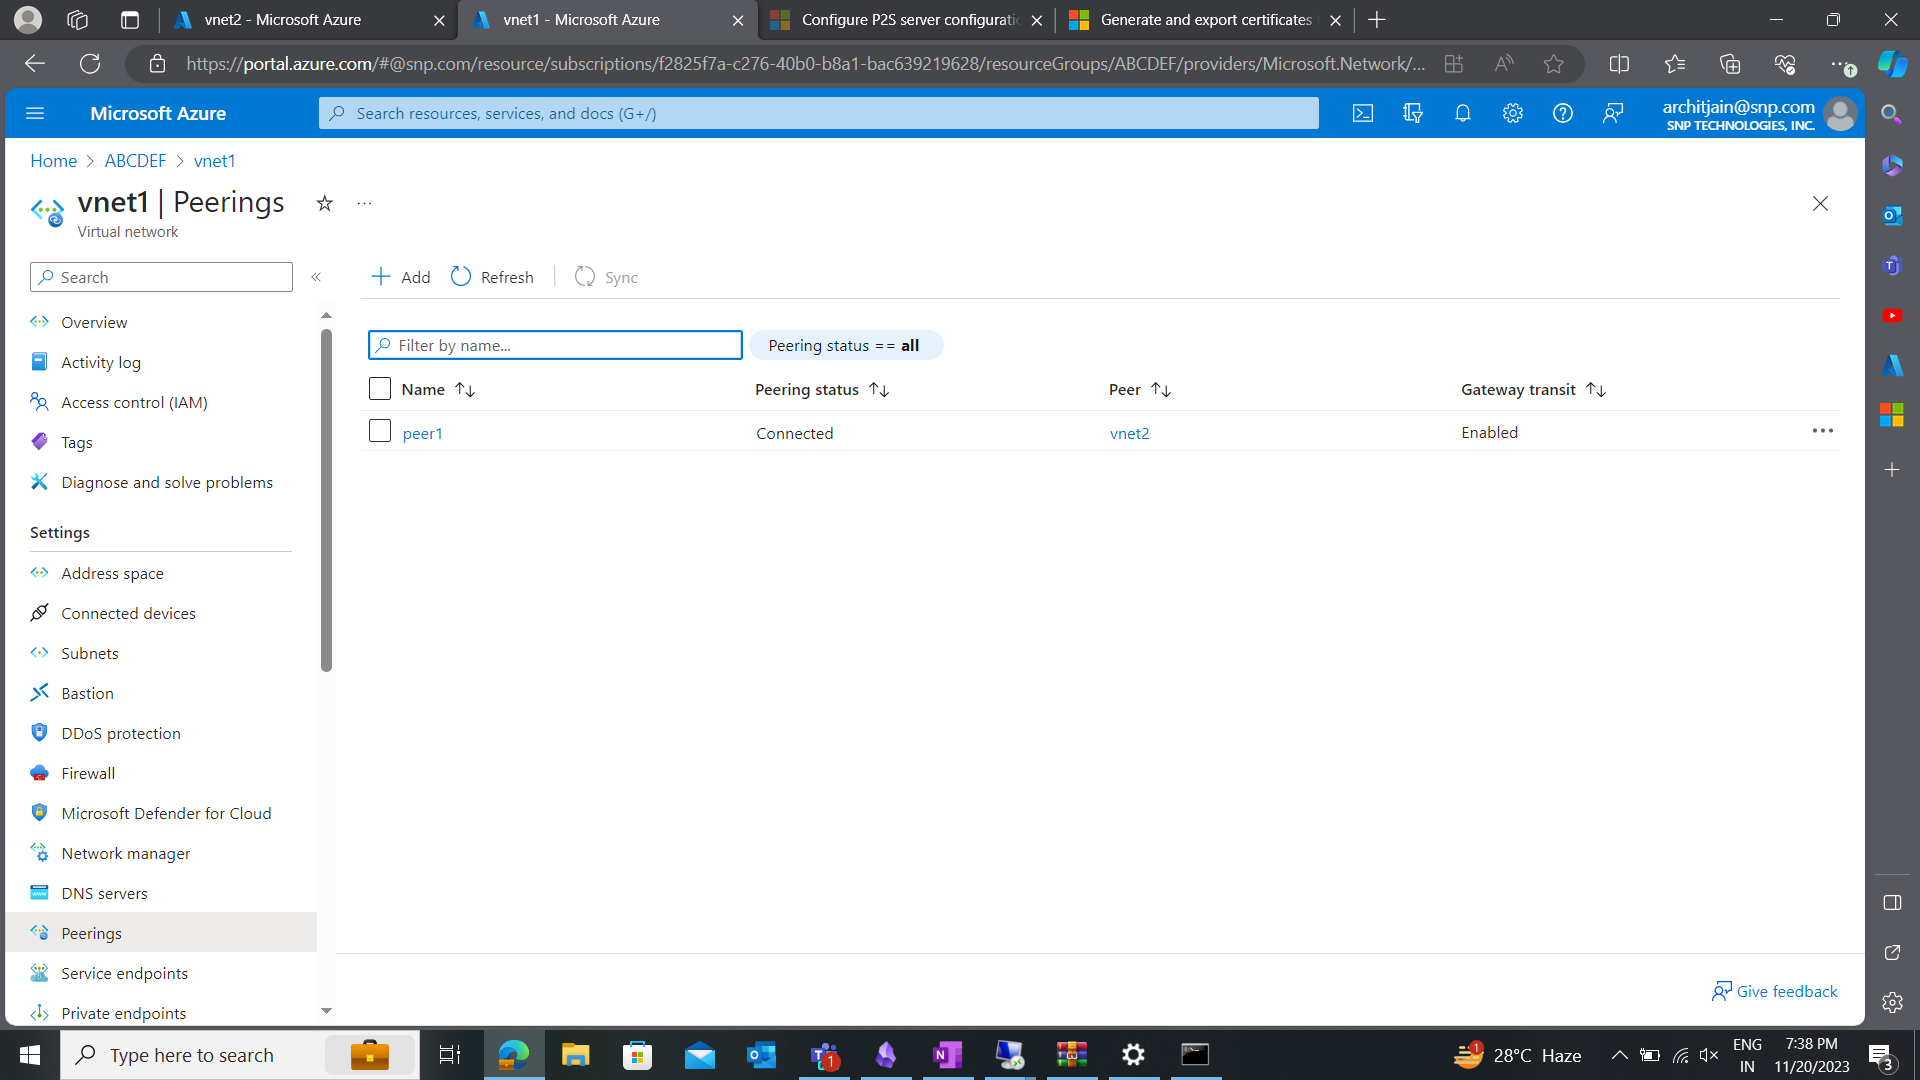 vnet2 - Microsoft Azure
vnet1 - Microsoft Azure
Configure P2S server configuratio
Generate and export certificates
https://portal.azure.com/#@snp.com/resource/subscriptions/f2825f7a-c276-40b0-b8a1-bac639219628/resourceGroups/ABCDEF/providers/Microsoft.Network/...
Microsoft Azure
Search resources, services, and docs (G+/)
architjain@snp.com
SNP TECHNOLOGIES, INC.
Home > ABCDEF > vnet1
vnet1 | Peerings
Virtual network
Search
Add
Refresh
Sync
Overview
Activity log
Access control (IAM)
Tags
Diagnose and solve problems
Settings
Address space
Connected devices
Subnets
Bastion
DDoS protection
Firewall
Microsoft Defender for Cloud
Network manager
DNS servers
Peerings
Service endpoints
Private endpoints
Filter by name...
Peering status == all
Name Peering status Peer Gateway transit
peer1 Connected vnet2 Enabled
Give feedback
Type here to search
1
1
28°C Haze
ENG
IN
7:38 PM
11/20/2023
3